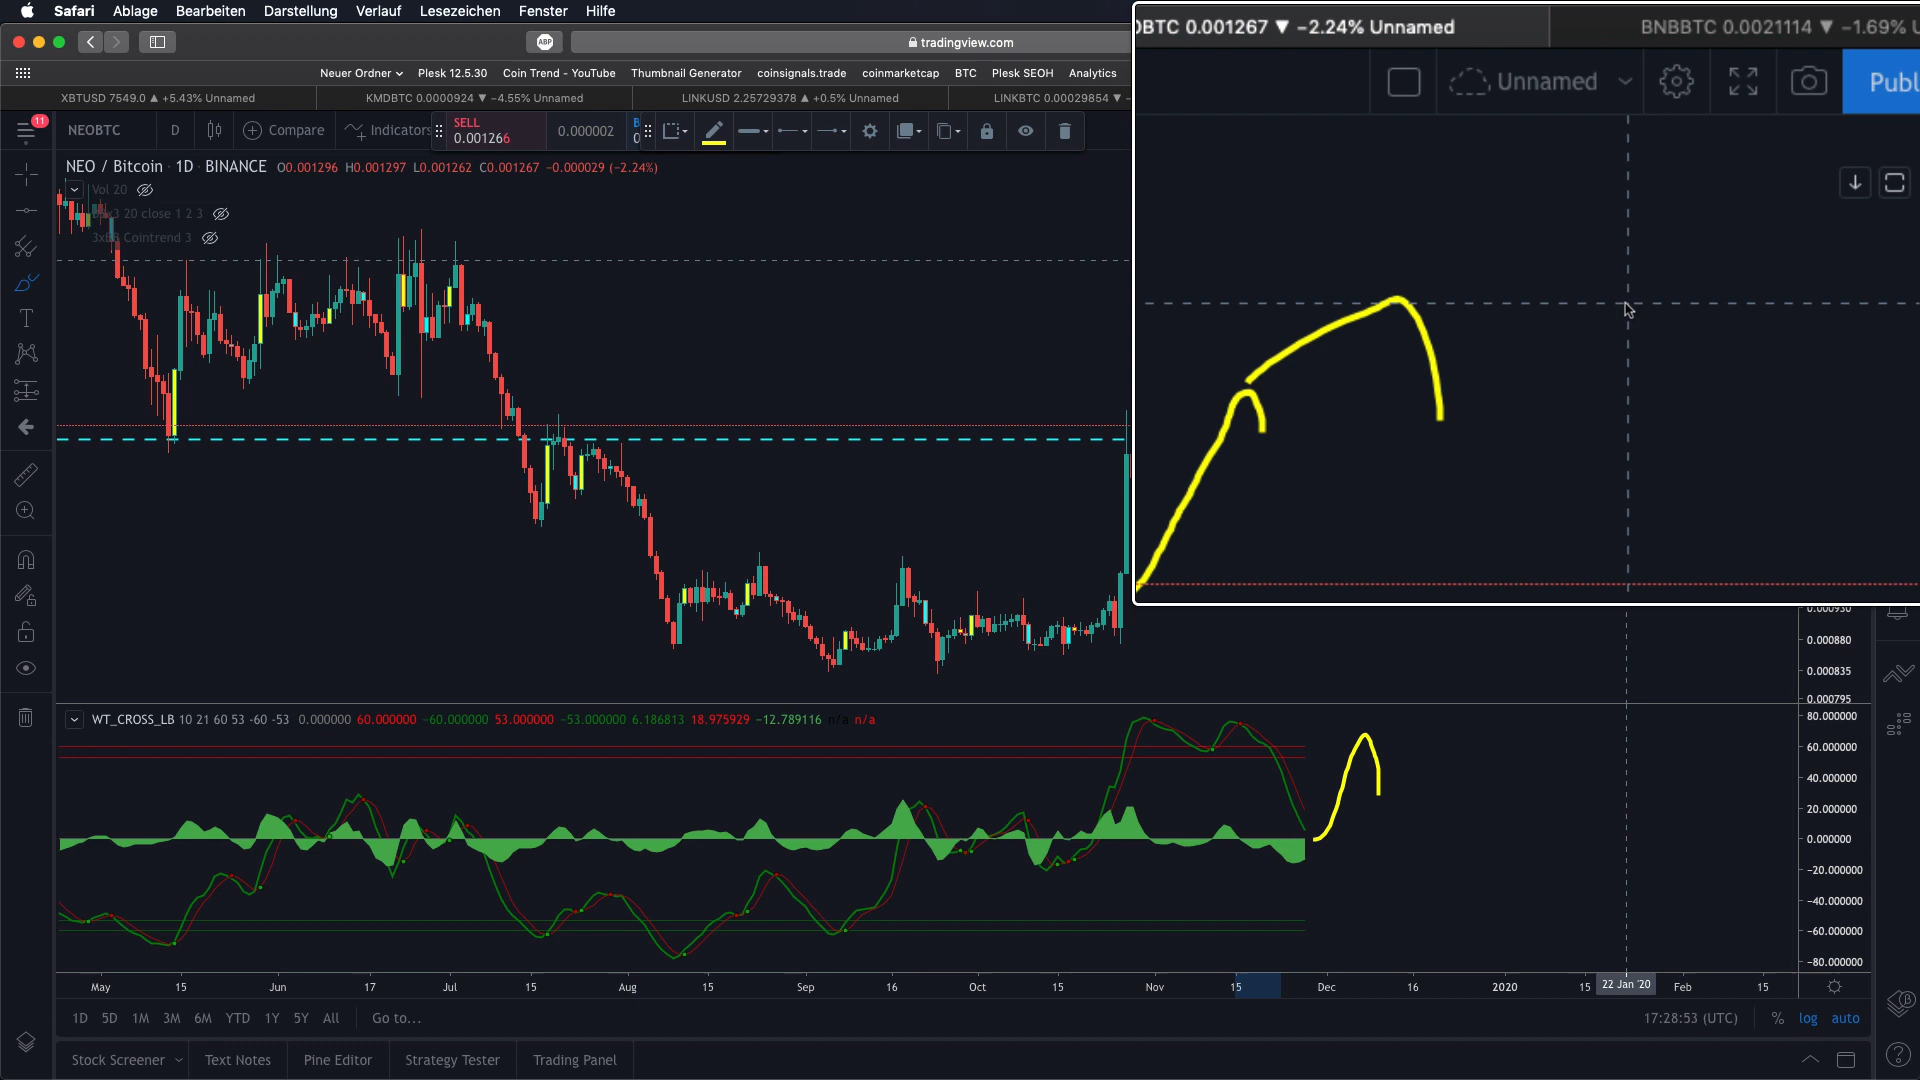 Safari Ablage Bearbeiten Darstellung Verlauf Lesezeichen Fenster Hilfe
ABP
tradingview.com
Neuer Ordner Plesk 12.5.30 Coin Trend - YouTube Thumbnail Generator coinsignals.trade coinmarketcap BTC Plesk SEOH Analytics
XBTUSD 7549.0 ▲ +5.43% Unnamed KMDBTC 0.0000924 ▼ −4.55% Unnamed LINKUSD 2.25729378 ▲ +0.5% Unnamed LINKBTC 0.00029854 ▼ −
OBTC 0.001267 ▼ −2.24% Unnamed BNBBTC 0.0021114 ▼ −1.69% U
Unnamed Publ
11
NEOBTC D Compare Indicators
SELL
0.001266 0.000002 B
0
NEO / Bitcoin · 1D · BINANCE O0.001296 H0.001297 L0.001262 C0.001267 −0.000029 (−2.24%)
Vol 20
3 20 close 1 2 3
Cointrend 3
0.000930
0.000880
0.000835
0.000795
WT_CROSS_LB 10 21 60 53 -60 -53 0.000000 60.000000 −60.000000 53.000000 −53.000000 6.186813 18.975929 −12.789116 n/a n/a
80.000000
60.000000
40.000000
20.000000
0.000000
-20.000000
-40.000000
-60.000000
-80.000000
May 15 Jun 17 Jul 15 Aug 15 Sep 16 Oct 15 Nov 15 Dec 16 2020 15 22 Jan '20 Feb 15
1D 5D 1M 3M 6M YTD 1Y 5Y All Go to... 17:28:53 (UTC) % log auto
Stock Screener Text Notes Pine Editor Strategy Tester Trading Panel